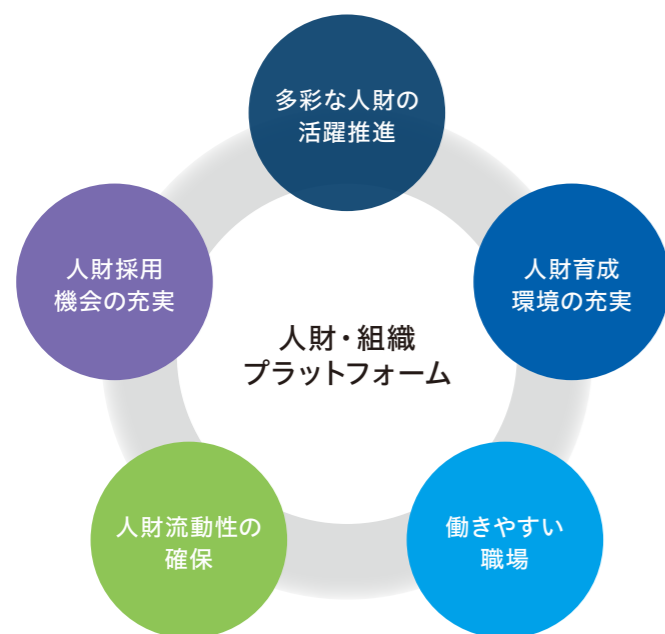 多彩な人財の
活躍推進
人財採用
機会の充実
人財育成
環境の充実
人財・組織
プラットフォーム
人財流動性の
確保
働きやすい
職場